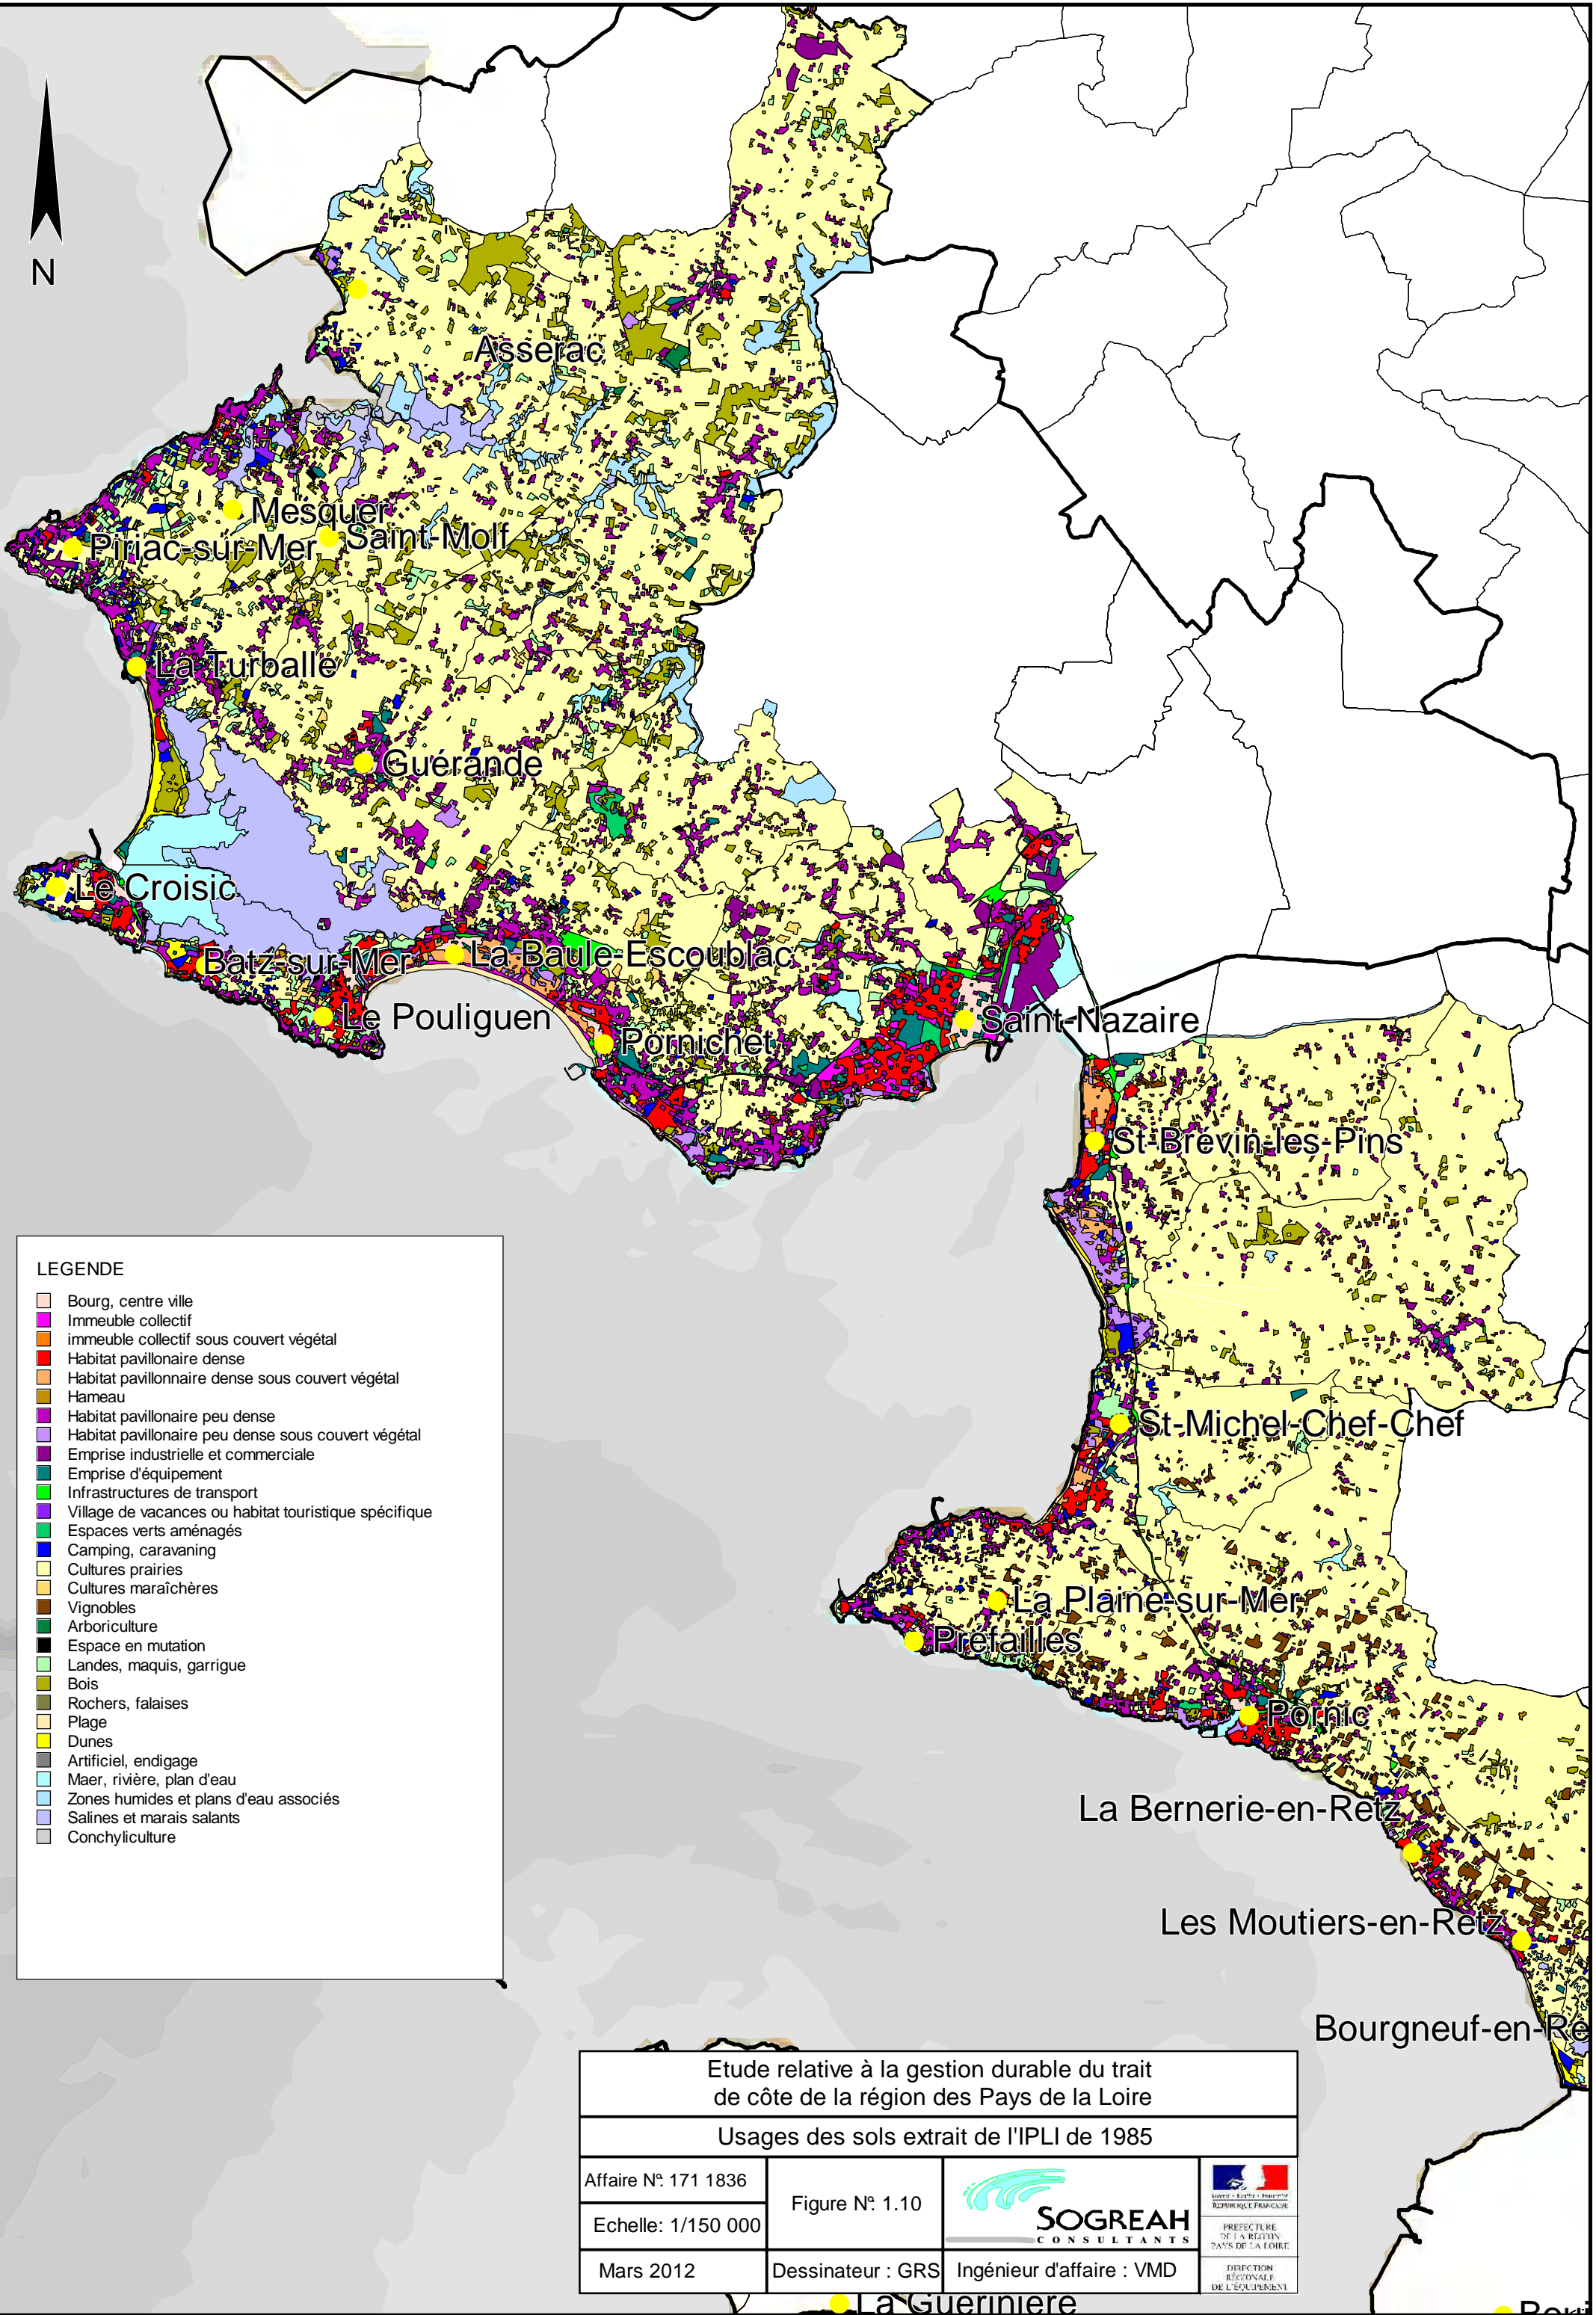 N
Asserac
Mesquer
Saint-Molf
Piriac-sur-Mer
La Turballe
Guérande
Le Croisic
Batz-sur-Mer
La Baule-Escoublac
Le Pouliguen
Pornichet
Saint-Nazaire
St-Brevin-les-Pins
St-Michel-Chef-Chef
La Plaine-sur-Mer
Préfailles
Pornic
La Bernerie-en-Retz
Les Moutiers-en-Retz
Bourgneuf-en-Re
La Guérinière
LEGENDE
Bourg, centre ville
Immeuble collectif
immeuble collectif sous couvert végétal
Habitat pavillonaire dense
Habitat pavillonnaire dense sous couvert végétal
Hameau
Habitat pavillonaire peu dense
Habitat pavillonaire peu dense sous couvert végétal
Emprise industrielle et commerciale
Emprise d'équipement
Infrastructures de transport
Village de vacances ou habitat touristique spécifique
Espaces verts aménagés
Camping, caravaning
Cultures prairies
Cultures maraîchères
Vignobles
Arboriculture
Espace en mutation
Landes, maquis, garrigue
Bois
Rochers, falaises
Plage
Dunes
Artificiel, endigage
Maer, rivière, plan d'eau
Zones humides et plans d'eau associés
Salines et marais salants
Conchyliculture
Etude relative à la gestion durable du trait
de côte de la région des Pays de la Loire
Usages des sols extrait de l'IPLI de 1985
Affaire N°: 171 1836
Echelle: 1/150 000
Mars 2012
Figure N°: 1.10
Dessinateur : GRS
SOGREAH
CONSULTANTS
Ingénieur d'affaire : VMD
Liberté • Égalité • Fraternité
RÉPUBLIQUE FRANÇAISE
PREFECTURE
DE LA RÉGION
PAYS DE LA LOIRE
DIRECTION
RÉGIONALE
DE L'ÉQUIPEMENT